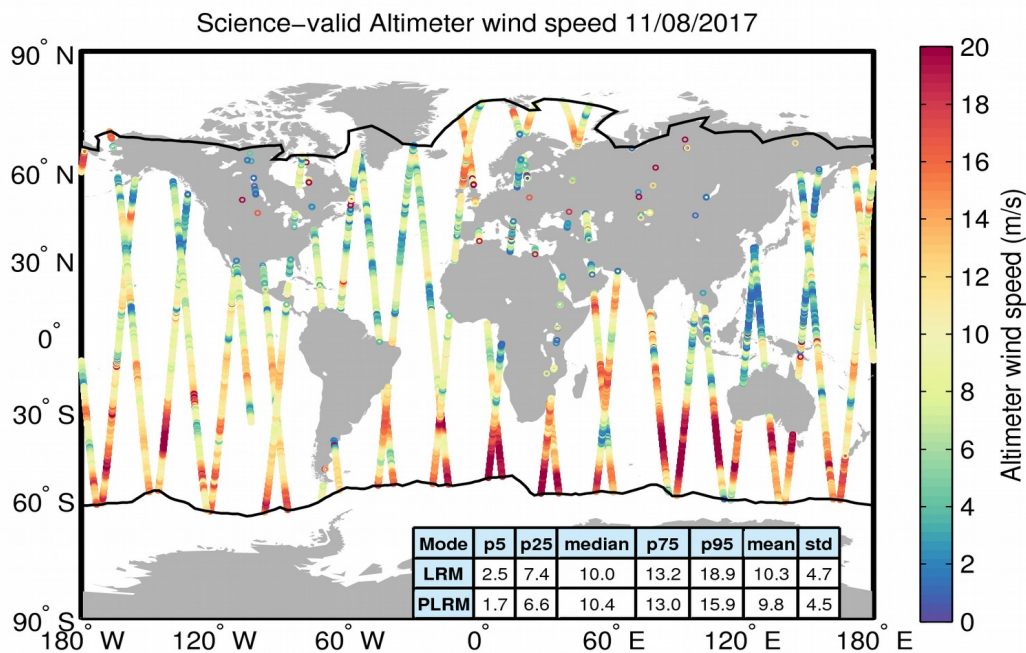 Science−valid Altimeter wind speed 11/08/2017
90° N
60° N
30° N
0°
30° S
60° S
90° S
180° W
120° W
60° W
0°
60° E
120° E
180° E
Mode p5 p25 median p75 p95 mean std
LRM 2.5 7.4 10.0 13.2 18.9 10.3 4.7
PLRM 1.7 6.6 10.4 13.0 15.9 9.8 4.5
20
18
16
14
12
10
8
6
4
2
0
Altimeter wind speed (m/s)